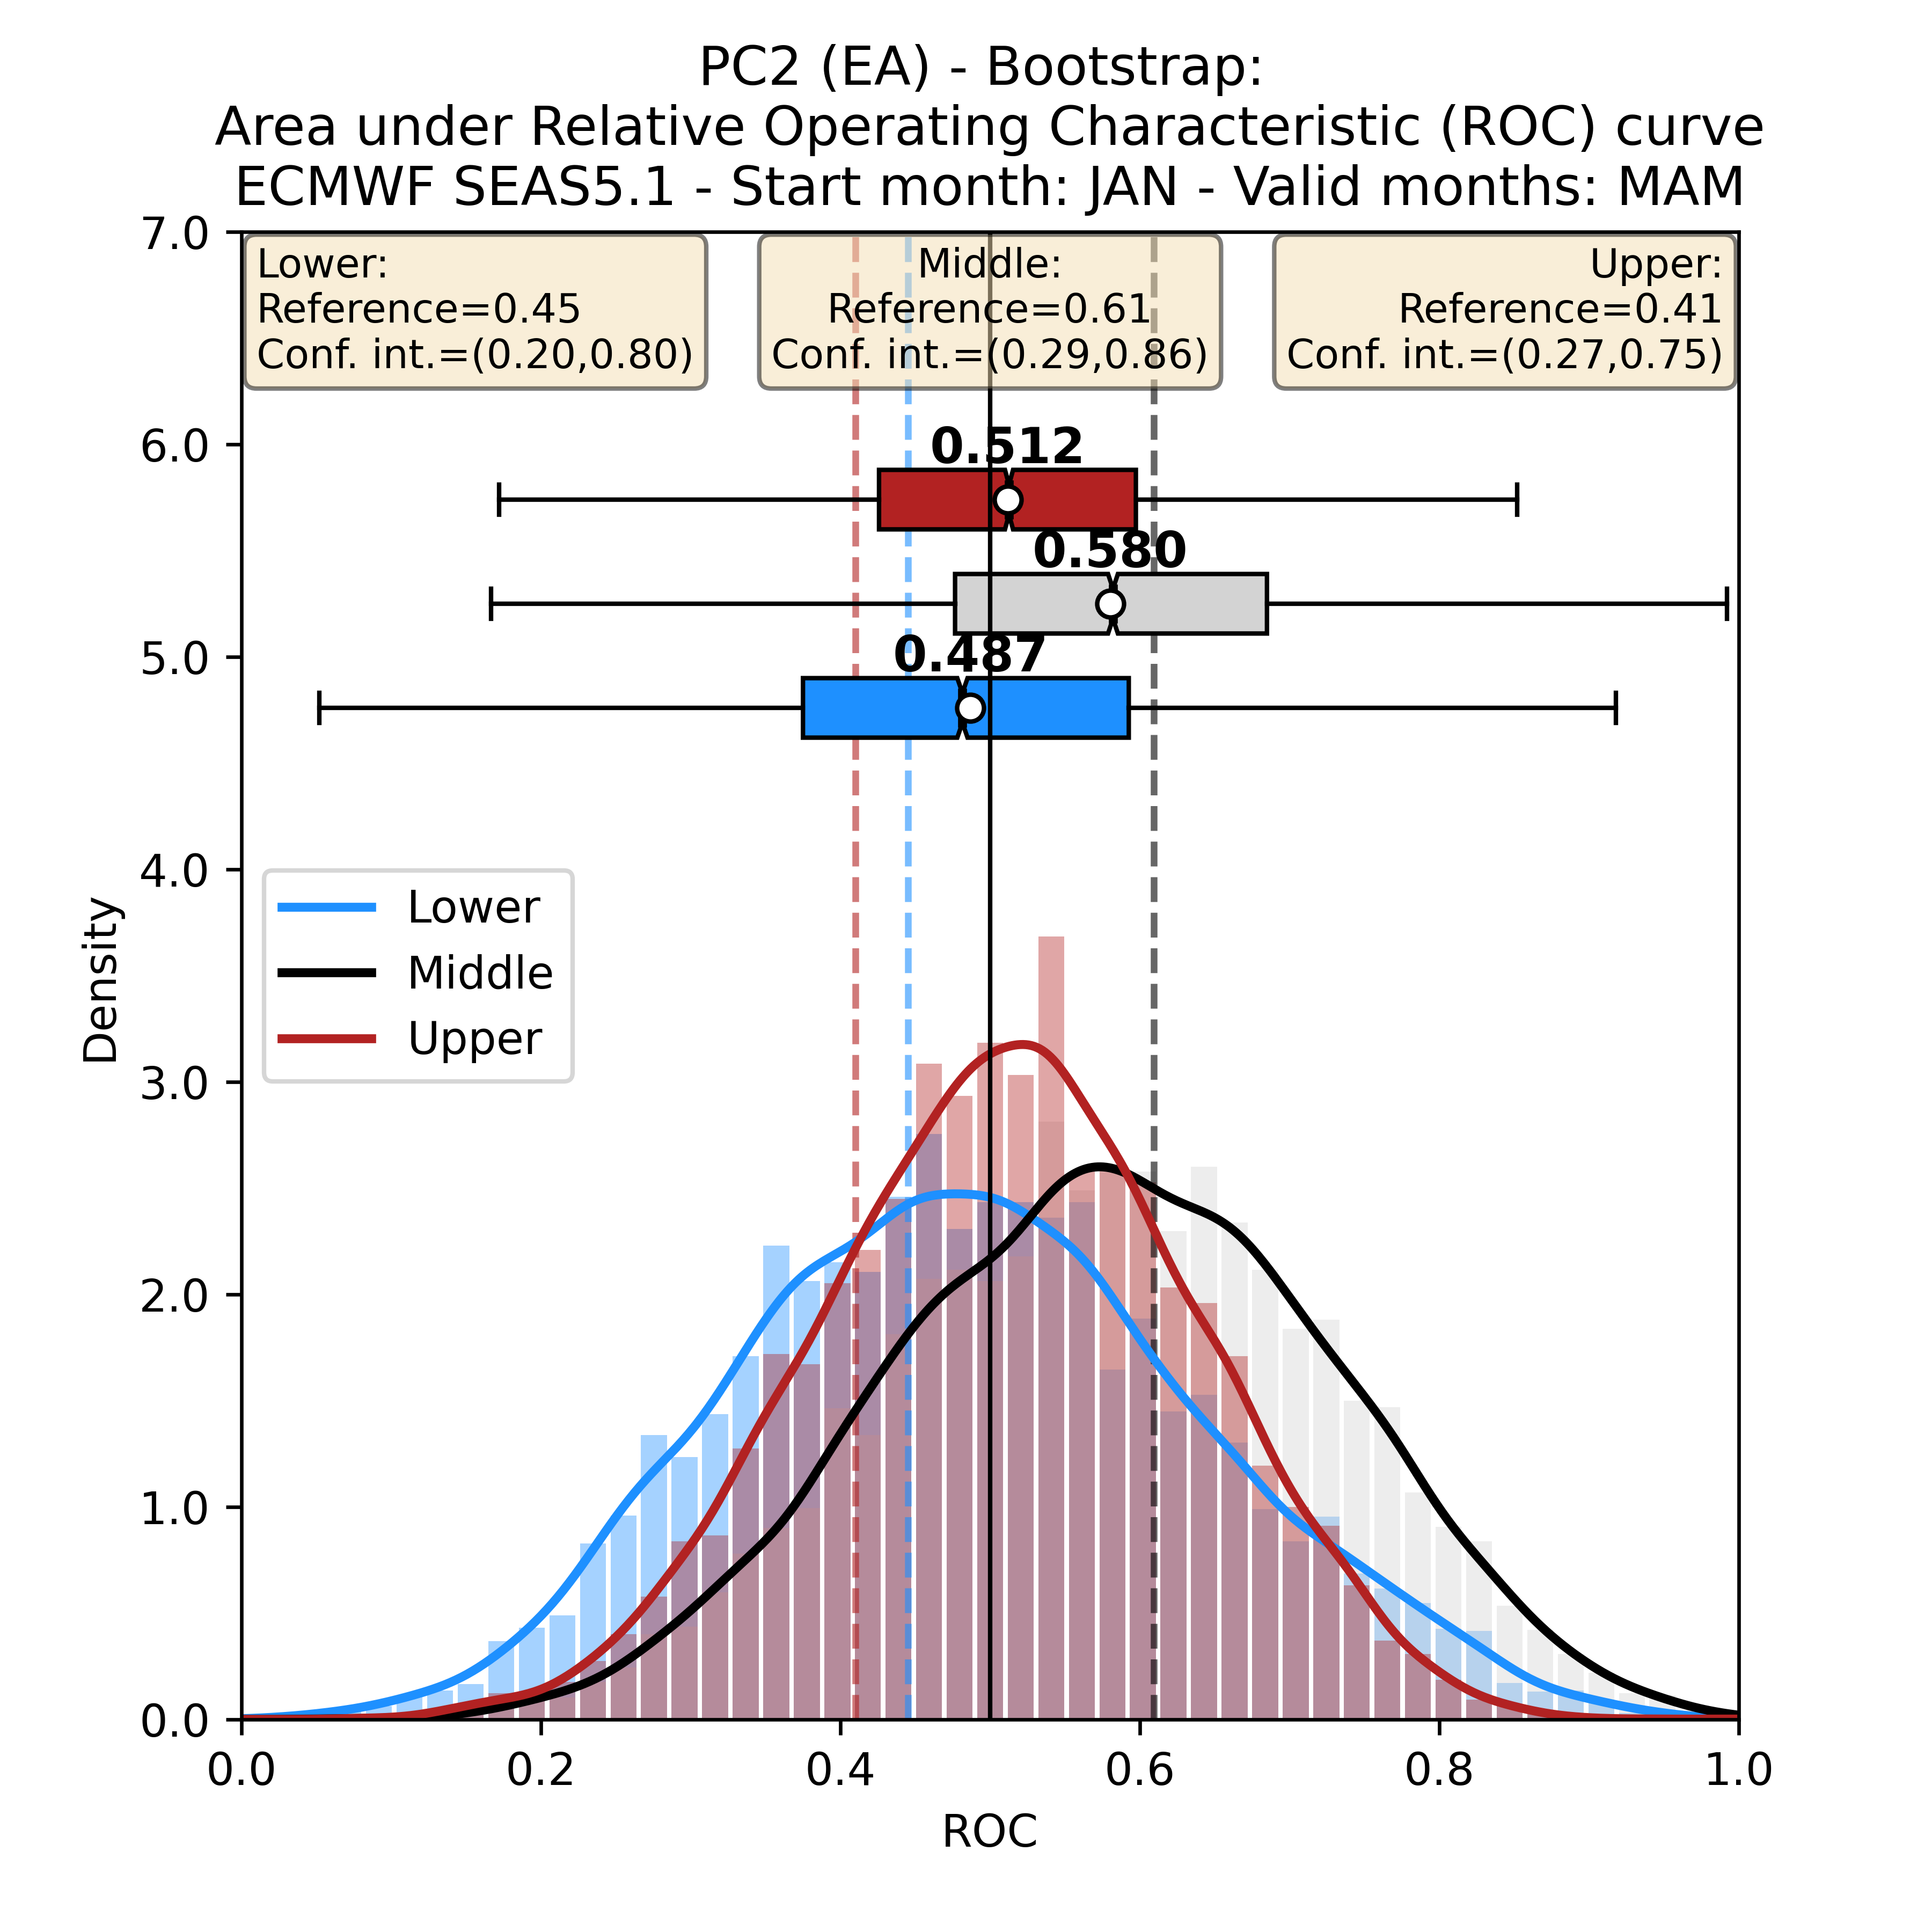 PC2 (EA) - Bootstrap:
Area under Relative Operating Characteristic (ROC) curve
ECMWF SEAS5.1 - Start month: JAN - Valid months: MAM
Lower:
Reference=0.45
Conf. int.=(0.20,0.80)
Middle:
Reference=0.61
Conf. int.=(0.29,0.86)
Upper:
Reference=0.41
Conf. int.=(0.27,0.75)
0.512
0.580
0.487
Lower
Middle
Upper
Density
7.0
6.0
5.0
4.0
3.0
2.0
1.0
0.0
0.0 0.2 0.4 0.6 0.8 1.0
ROC